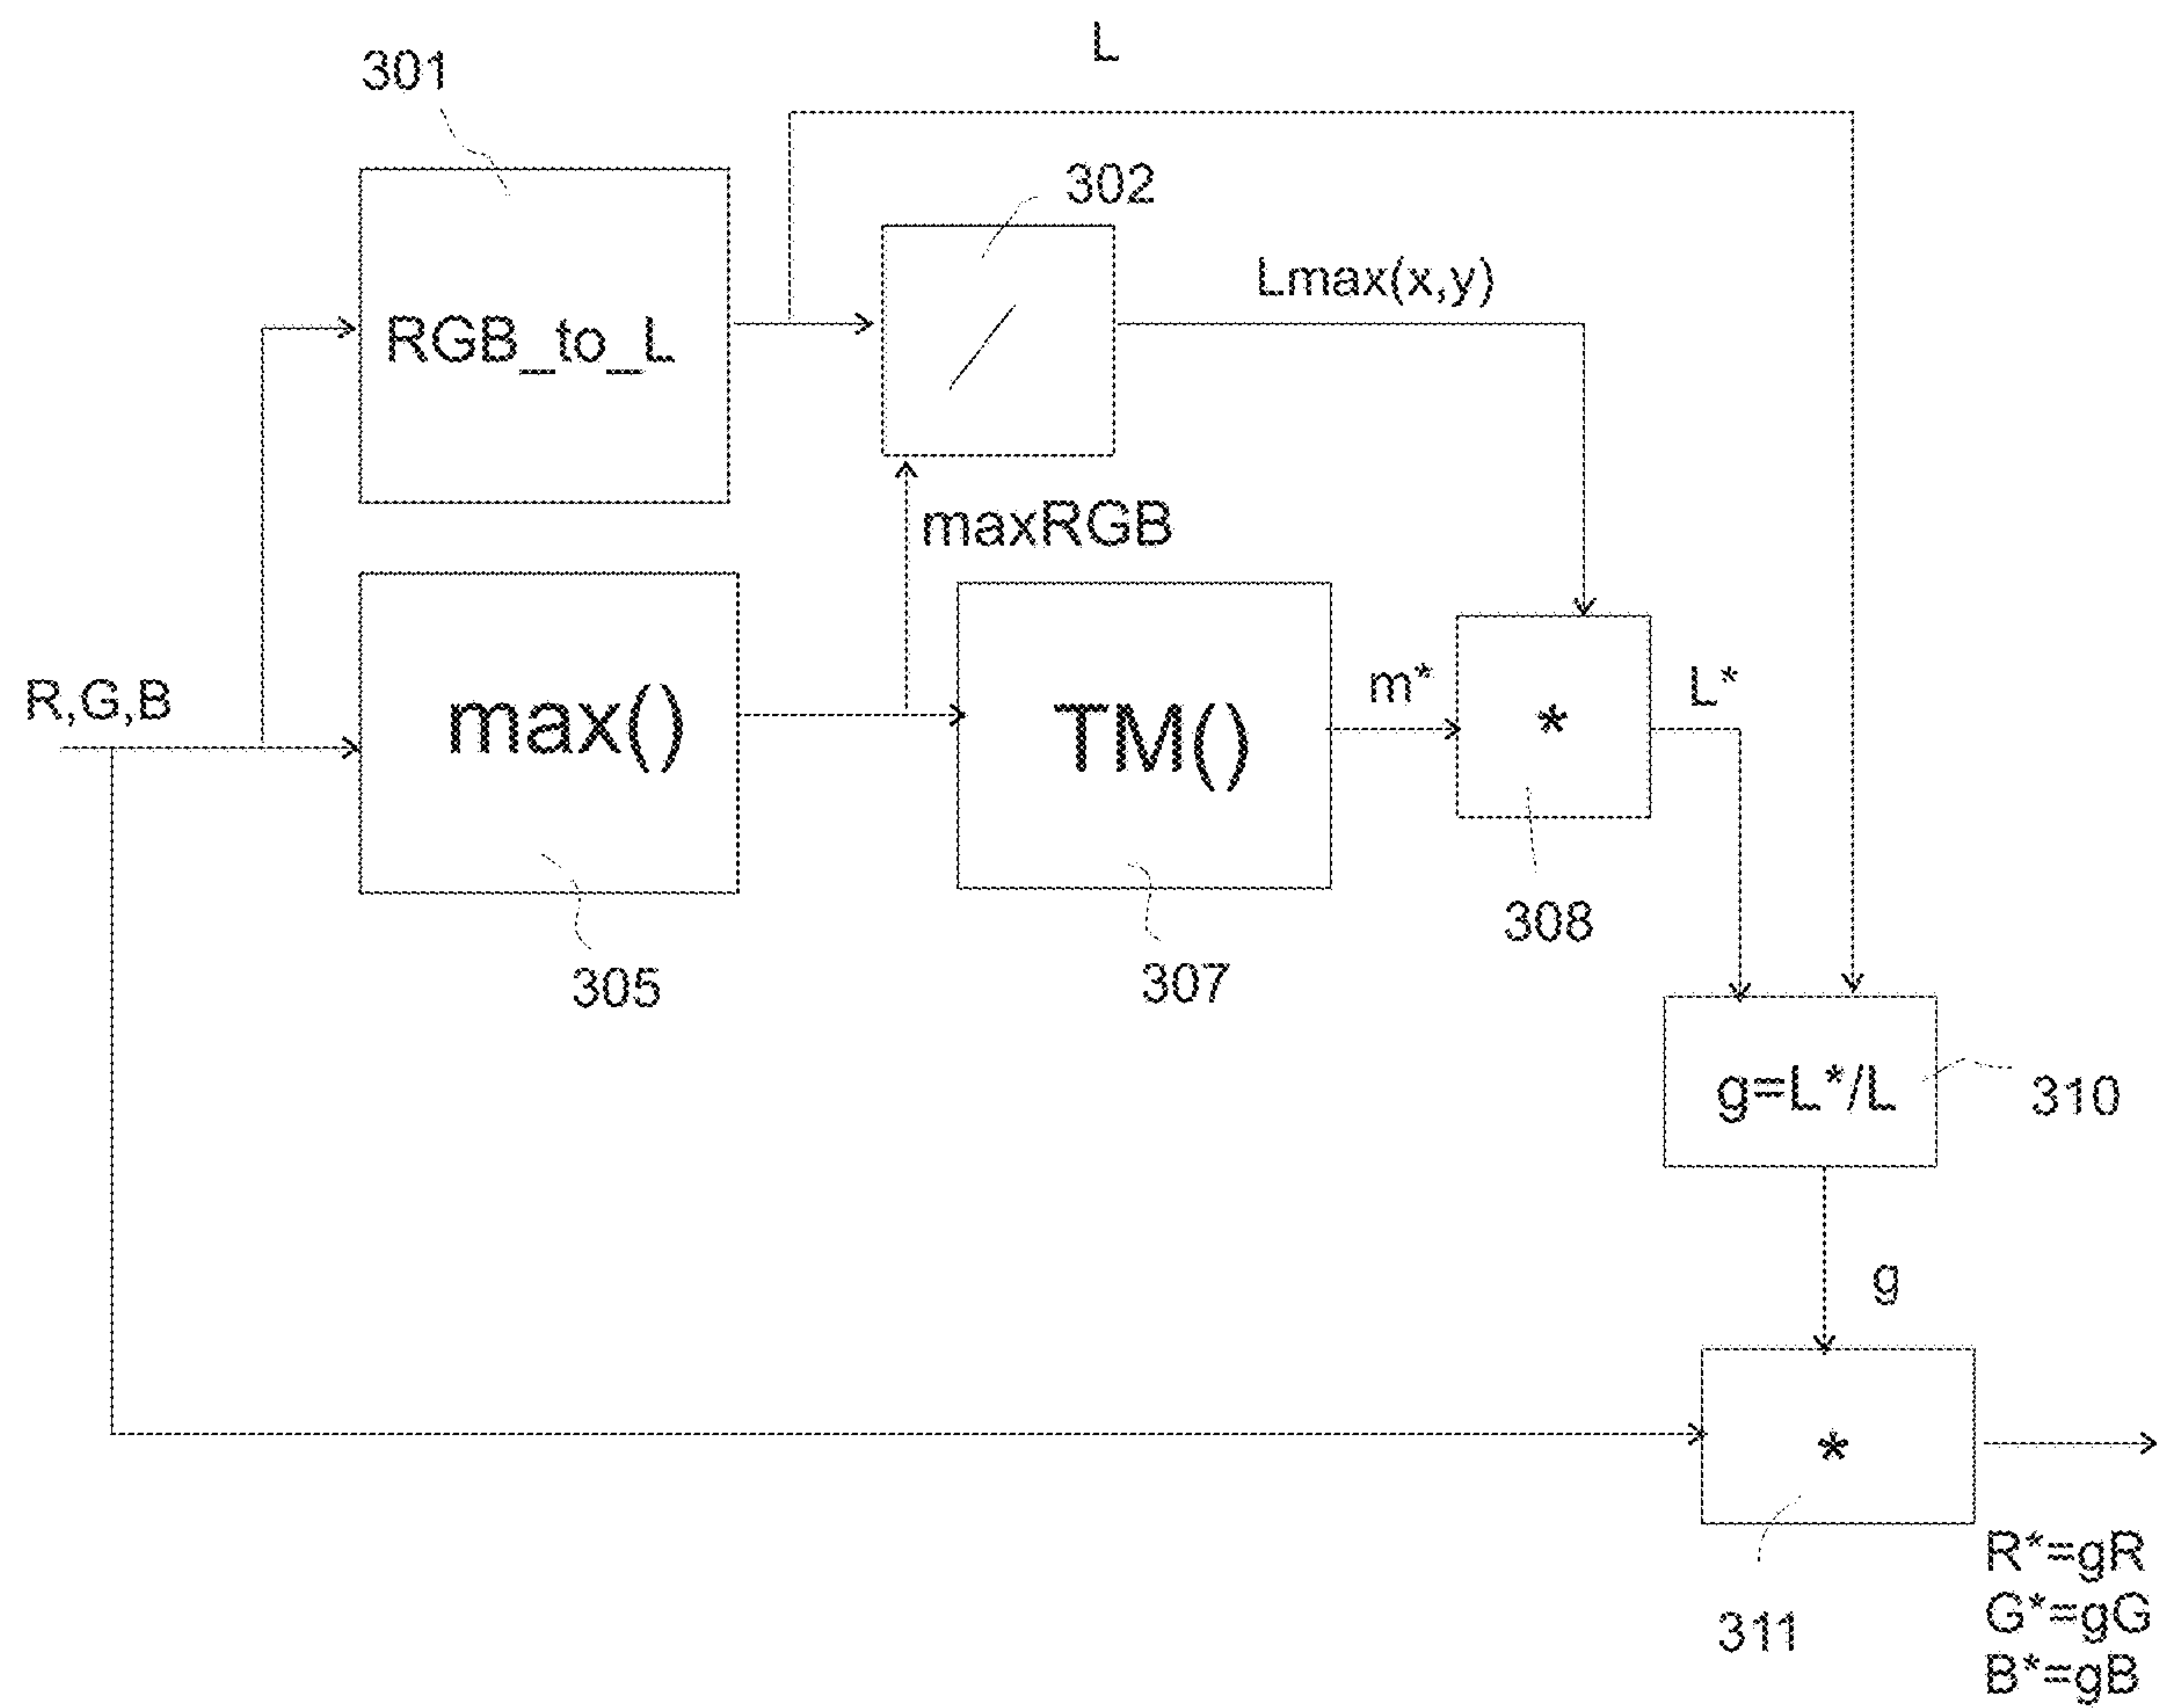 L
301
302
Lmax(x,y)
RGB_to_L
/
maxRGB
R,G,B
max()
TM()
m*
*
L*
308
305
307
g=L*/L
310
g
*
311
R*=gR
G*=gG
B*=gB